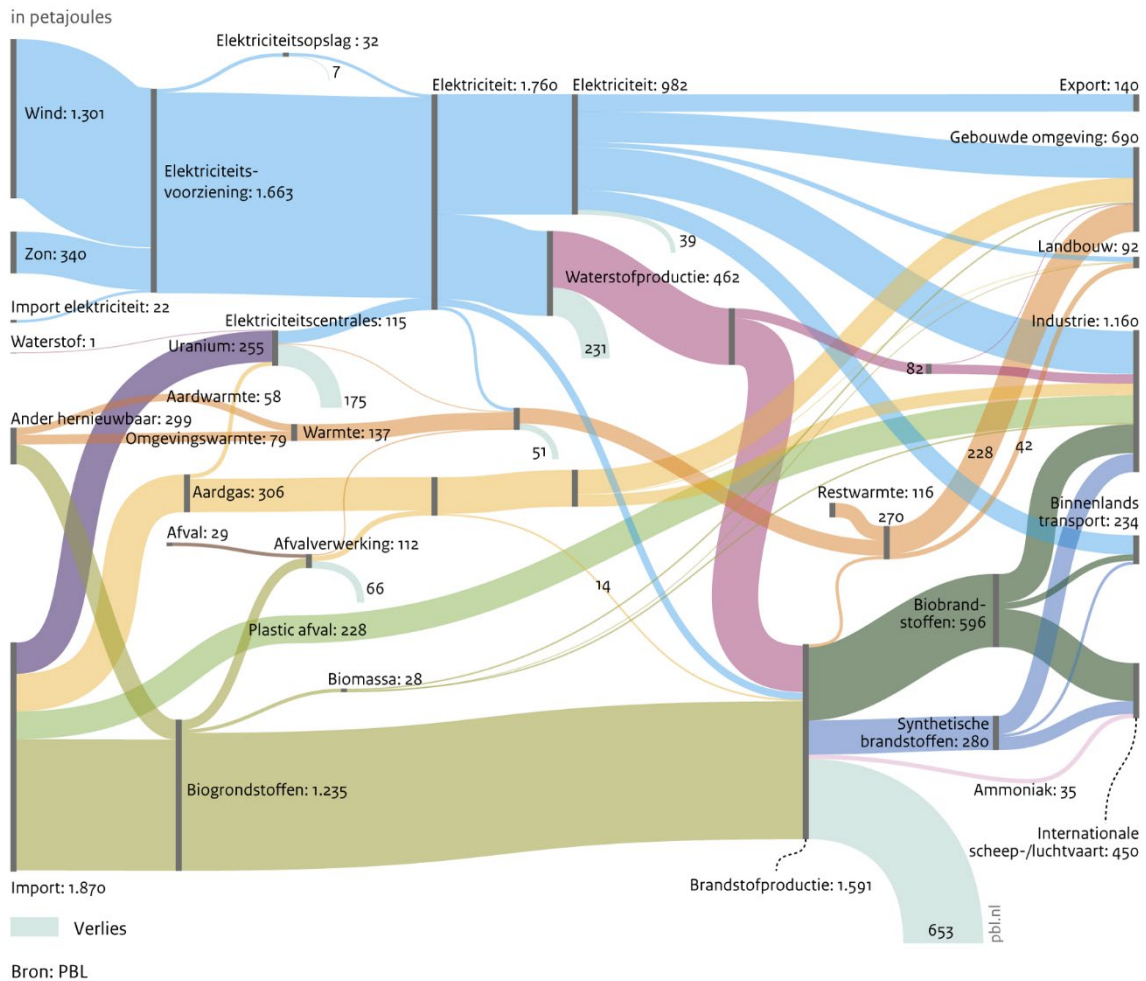 in petajoules
Elektriciteitsopslag : 32
7
Elektriciteit: 1.760
Elektriciteit: 982
Export: 140
Wind: 1.301
Gebouwde omgeving: 690
Elektriciteits-
voorziening: 1.663
39
Zon: 340
Landbouw: 92
Waterstofproductie: 462
Import elektriciteit: 22
Elektriciteitscentrales: 115
Industrie: 1.160
Waterstof: 1
Uranium: 255
231
82
Aardwarmte: 58
175
Ander hernieuwbaar: 299
Omgevingswarmte: 79
Warmte: 137
51
228
42
Aardgas: 306
Restwarmte: 116
Binnenlands
transport: 234
270
Afval: 29
Afvalverwerking: 112
66
14
Biobrand-
stoffen: 596
Plastic afval: 228
Biomassa: 28
Synthetische
brandstoffen: 280
Biogrondstoffen: 1.235
Ammoniak: 35
Internationale
scheep-/luchtvaart: 450
Import: 1.870
Brandstofproductie: 1.591
653
pbl.nl
Verlies
Bron: PBL